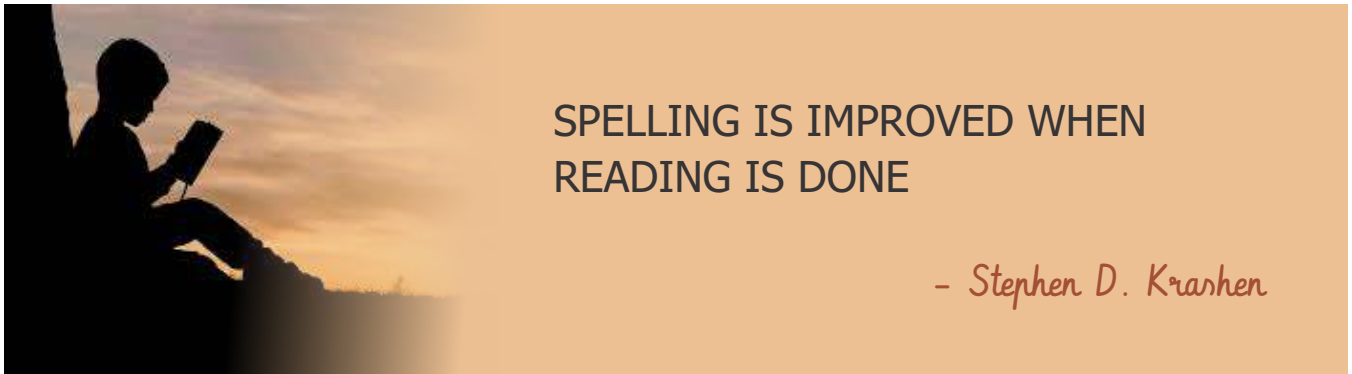 SPELLING IS IMPROVED WHEN
READING IS DONE
- Stephen D. Krashen